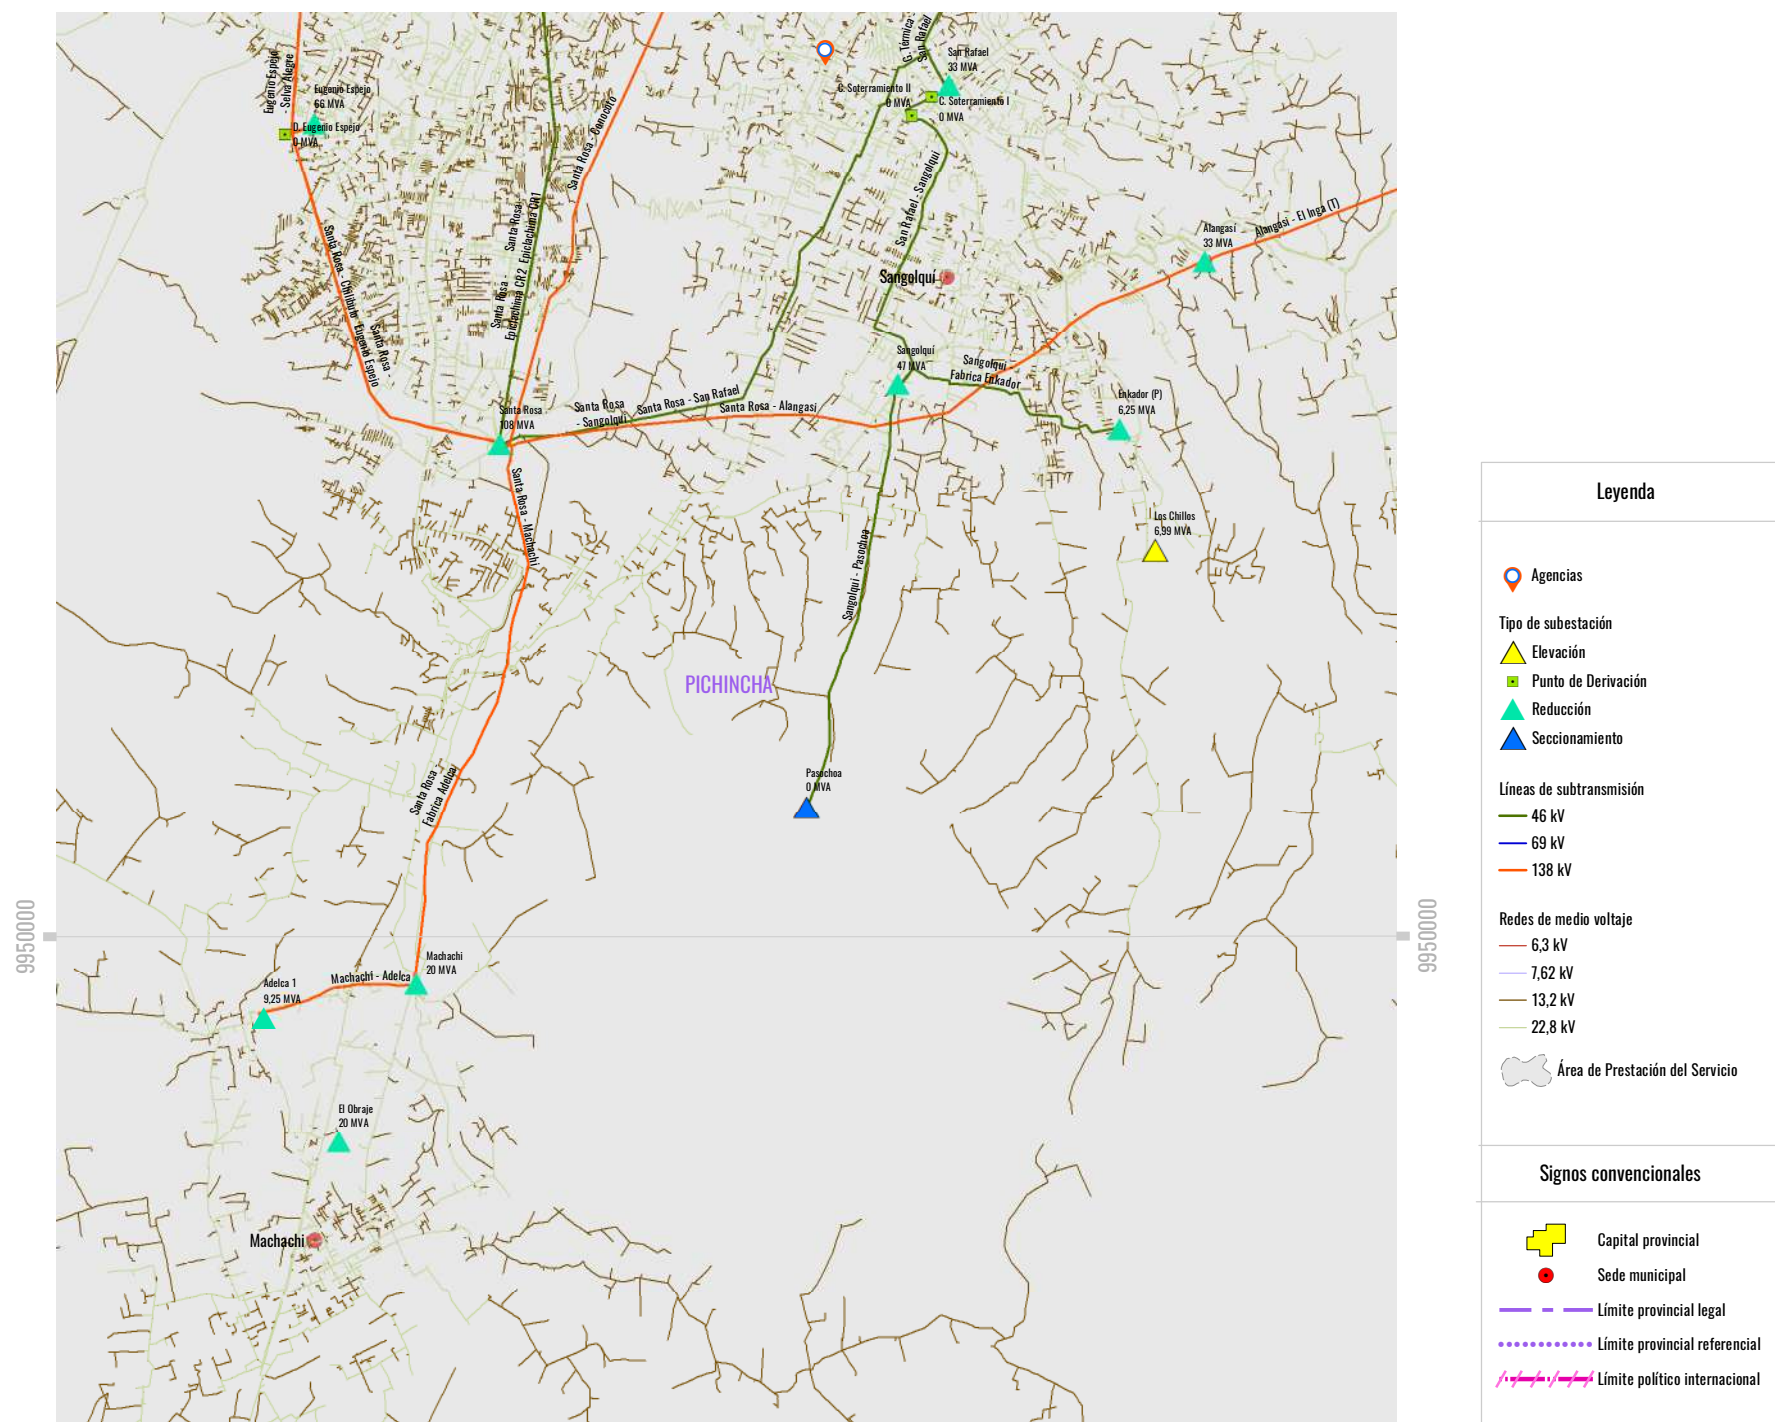 G. Térmica -
San Rafael
San Rafael
33 MVA
C. Soterramiento II
0 MVA
C. Soterramiento I
0 MVA
Eugenio Espejo
- Selva Alegre
Eugenio Espejo
66 MVA
D. Eugenio Espejo
0 MVA
Santa Rosa - Conocoto
San Rafael - Sangolquí
Santa Rosa -
Epiclachima CR1
Santa Rosa -
Epiclachima CR2
Alangasí
33 MVA
Alangasí - El Inga (T)
Sangolquí
Santa Rosa - Chilibulo
Santa Rosa -
Eugenio Espejo
Sangolquí
47 MVA
Sangolquí -
Fabrica Enkador
Enkador (P)
6,25 MVA
Santa Rosa
108 MVA
Santa Rosa
- Sangolquí
Santa Rosa - San Rafael
Santa Rosa - Alangasí
Santa Rosa - Machachi
Los Chillos
6,99 MVA
Sangolquí - Pasochoa
PICHINCHA
Pasochoa
0 MVA
Santa Rosa -
Fabrica Adelca
9950000
9950000
Machachi
20 MVA
Machachi - Adelca
Adelca 1
9,25 MVA
El Obraje
20 MVA
Machachi
Leyenda
Agencias
Tipo de subestación
Elevación
Punto de Derivación
Reducción
Seccionamiento
Líneas de subtransmisión
46 kV
69 kV
138 kV
Redes de medio voltaje
6,3 kV
7,62 kV
13,2 kV
22,8 kV
Área de Prestación del Servicio
Signos convencionales
Capital provincial
Sede municipal
Límite provincial legal
Límite provincial referencial
Límite político internacional